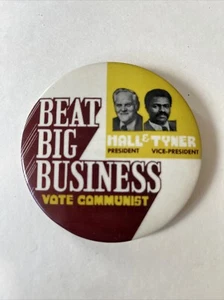 BEAT
BIG
BUSINESS
HALL & TYNER
PRESIDENT VICE-PRESIDENT
VOTE COMMUNIST